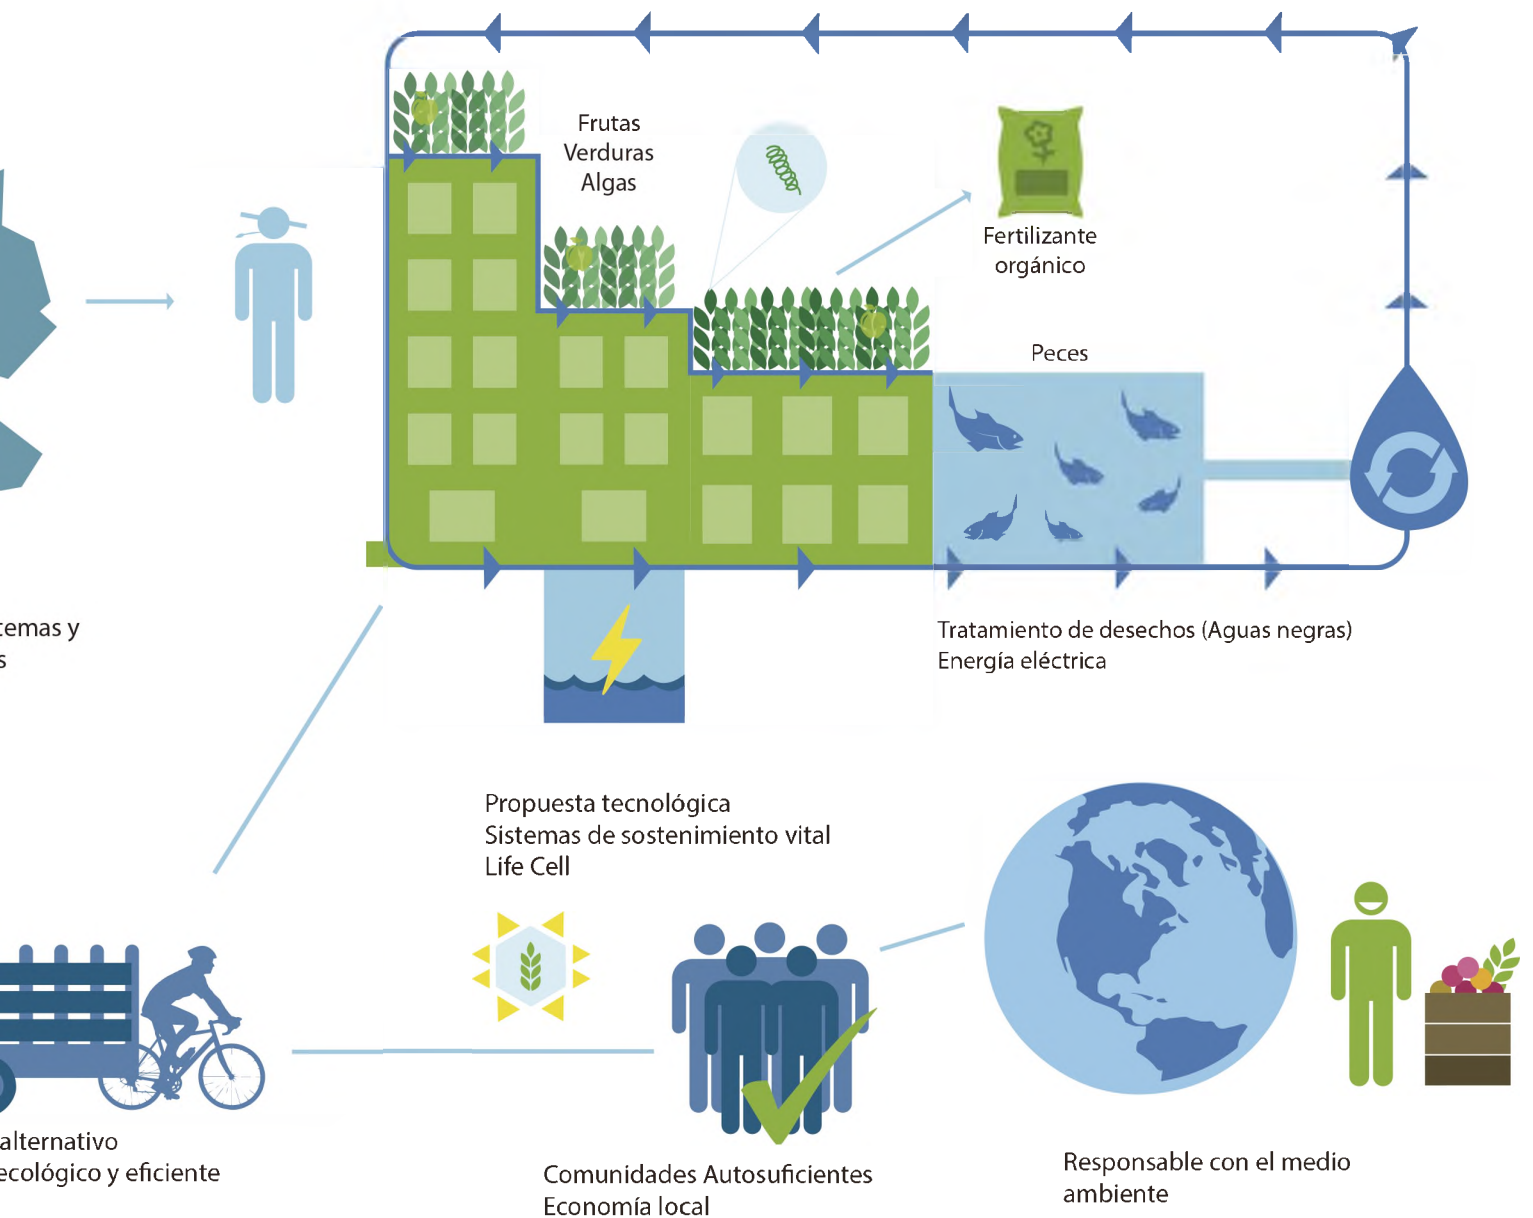 Frutas
Verduras
Algas
Fertilizante
orgánico
Peces
temas y
s
Tratamiento de desechos (Aguas negras)
Energía eléctrica
Propuesta tecnológica
Sistemas de sostenimiento vital
Life Cell
alternativo
ecológico y eficiente
Comunidades Autosuficientes
Economía local
Responsable con el medio
ambiente